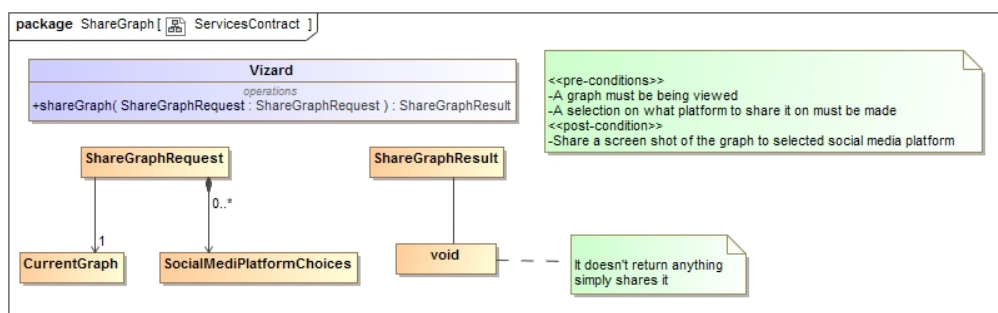 package ShareGraph [ ServicesContract ]
Vizard
operations
+shareGraph( ShareGraphRequest : ShareGraphRequest ) : ShareGraphResult
<<pre-conditions>>
-A graph must be being viewed
-A selection on what platform to share it on must be made
<<post-condition>>
-Share a screen shot of the graph to selected social media platform
ShareGraphRequest
ShareGraphResult
0..*
1
CurrentGraph
SocialMediPlatformChoices
void
It doesn't return anything
simply shares it